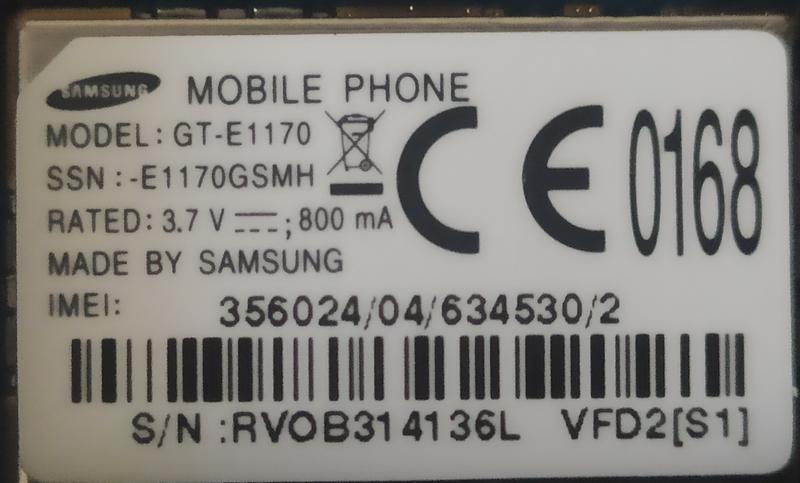 SAMSUNG MOBILE PHONE
MODEL: GT-E1170
SSN :-E1170GSMH
RATED: 3.7 V ⎓; 800 mA
MADE BY SAMSUNG
CE 0168
IMEI: 356024/04/634530/2
S/N :RVOB314136L VFD2[S1]